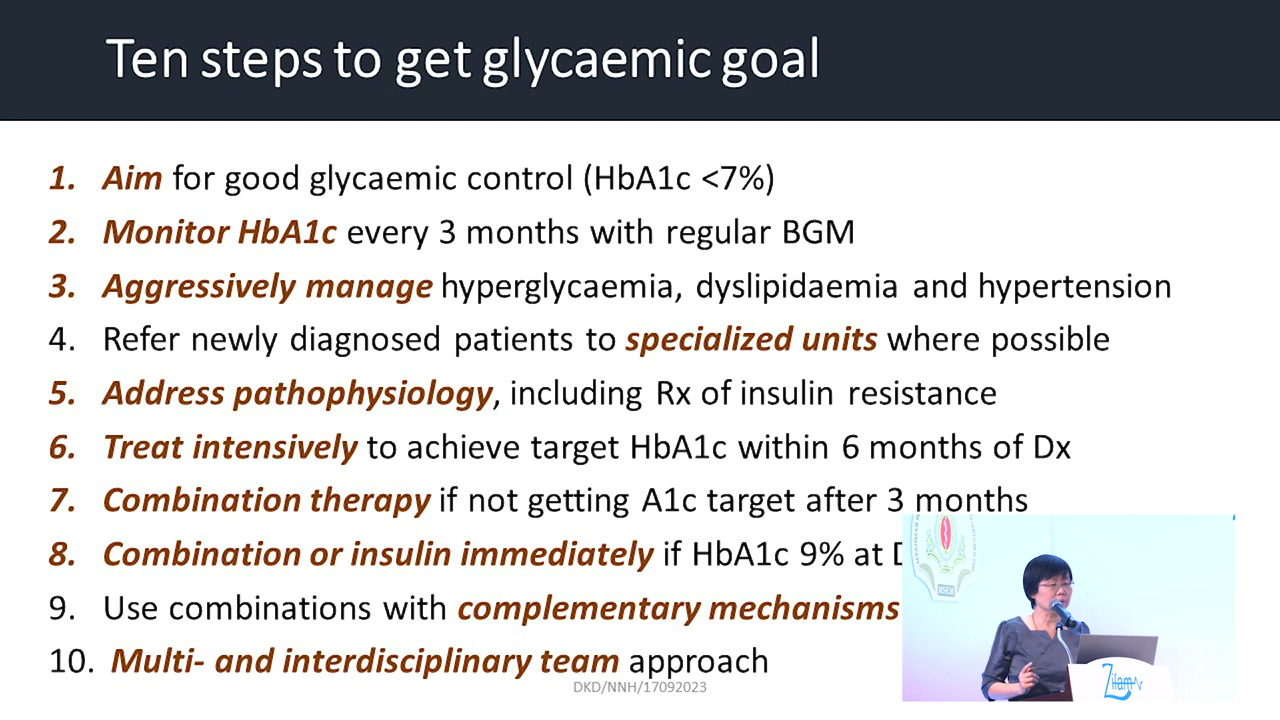 Ten steps to get glycaemic goal
1. Aim for good glycaemic control (HbA1c <7%)
2. Monitor HbA1c every 3 months with regular BGM
3. Aggressively manage hyperglycaemia, dyslipidaemia and hypertension
4. Refer newly diagnosed patients to specialized units where possible
5. Address pathophysiology, including Rx of insulin resistance
6. Treat intensively to achieve target HbA1c within 6 months of Dx
7. Combination therapy if not getting A1c target after 3 months
8. Combination or insulin immediately if HbA1c 9% at
9. Use combinations with complementary mechanisms
10. Multi- and interdisciplinary team approach
DKD/NNH/17092023
Zifam